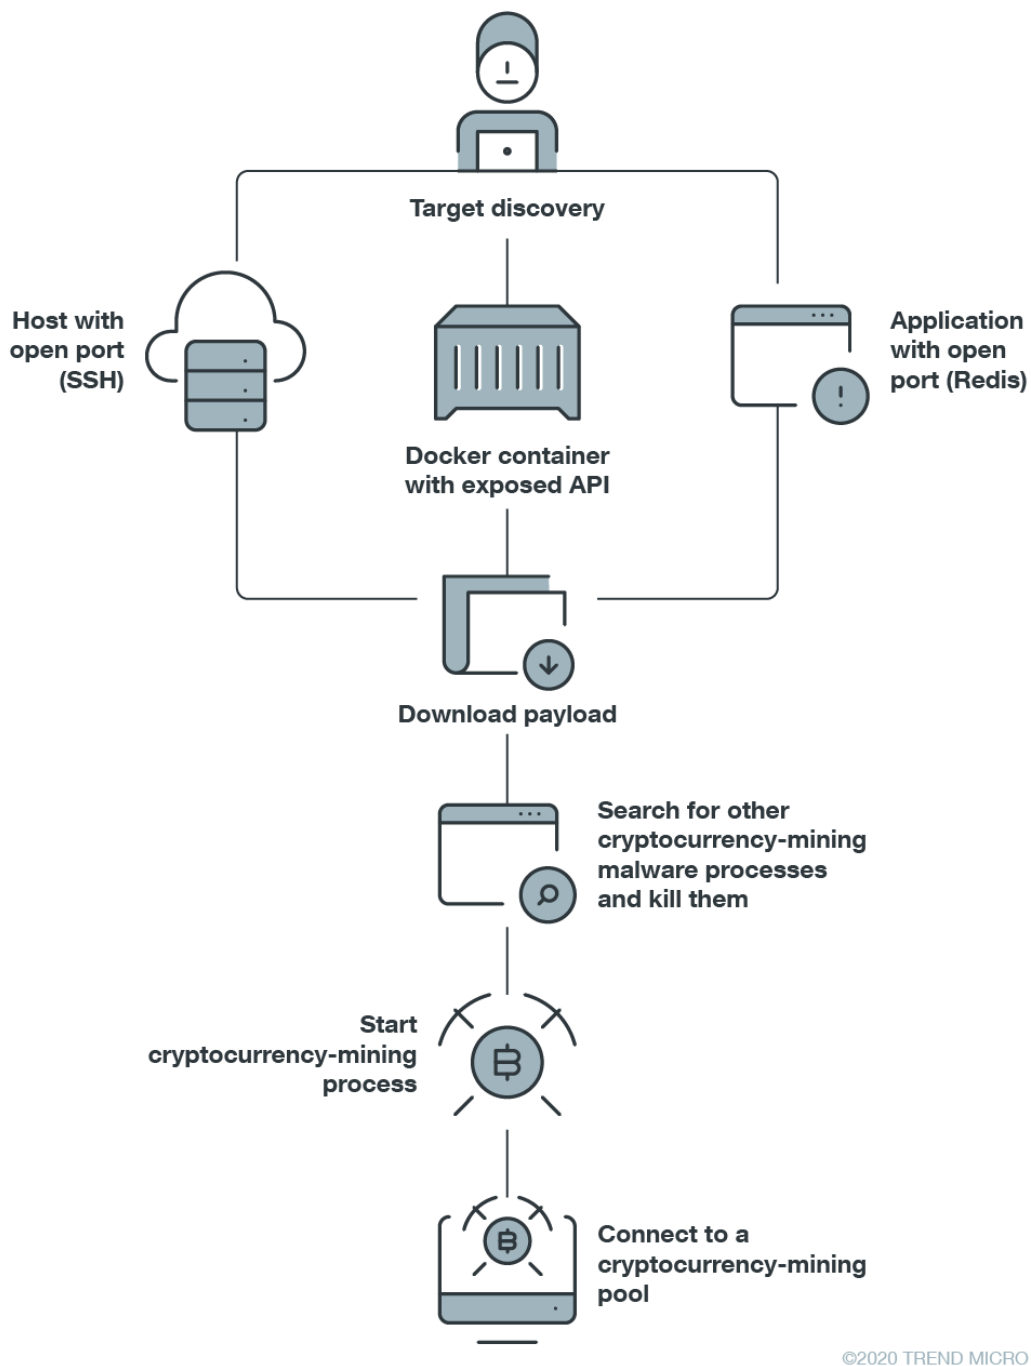 Target discovery
Host with
open port
(SSH)
Application
with open
port (Redis)
Docker container
with exposed API
Download payload
Search for other
cryptocurrency-mining
malware processes
and kill them
Start
cryptocurrency-mining
process
Connect to a
cryptocurrency-mining
pool
©2020 TREND MICRO